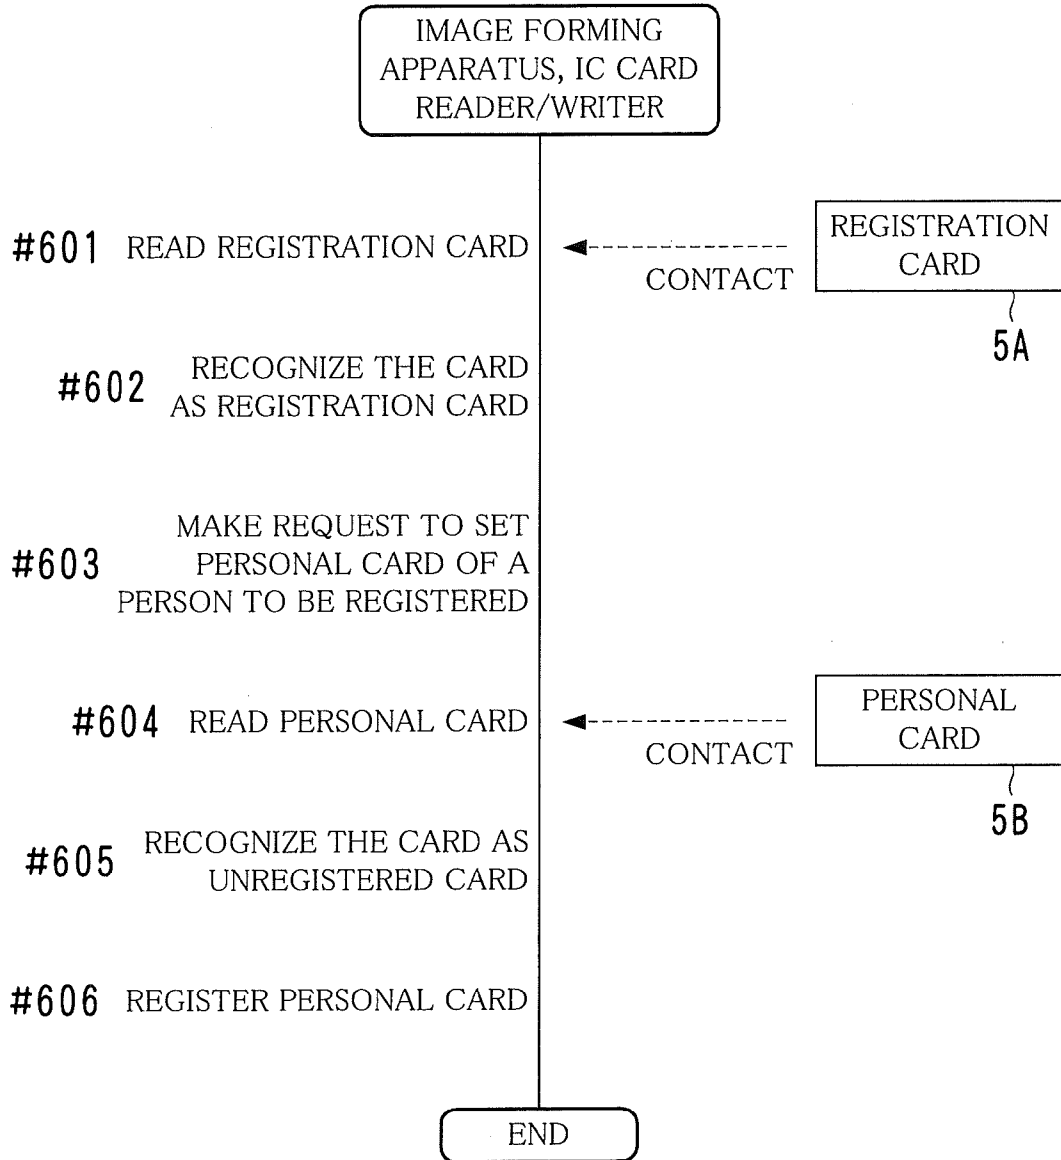 IMAGE FORMING
APPARATUS, IC CARD
READER/WRITER
#601 READ REGISTRATION CARD
CONTACT
REGISTRATION
CARD
5A
#602 RECOGNIZE THE CARD
AS REGISTRATION CARD
#603 MAKE REQUEST TO SET
PERSONAL CARD OF A
PERSON TO BE REGISTERED
#604 READ PERSONAL CARD
CONTACT
PERSONAL
CARD
5B
#605 RECOGNIZE THE CARD AS
UNREGISTERED CARD
#606 REGISTER PERSONAL CARD
END